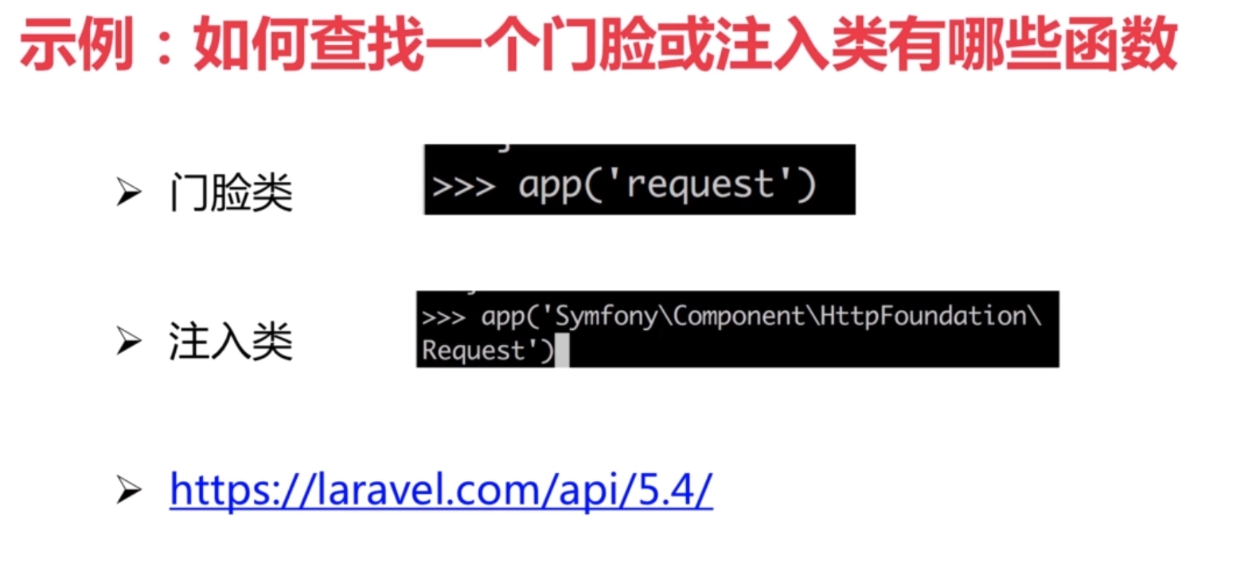 示例：如何查找一个门脸或注入类有哪些函数
➢ 门脸类
>>> app('request')
➢ 注入类
>>> app('Symfony\Component\HttpFoundation\
Request')
➢ https://laravel.com/api/5.4/